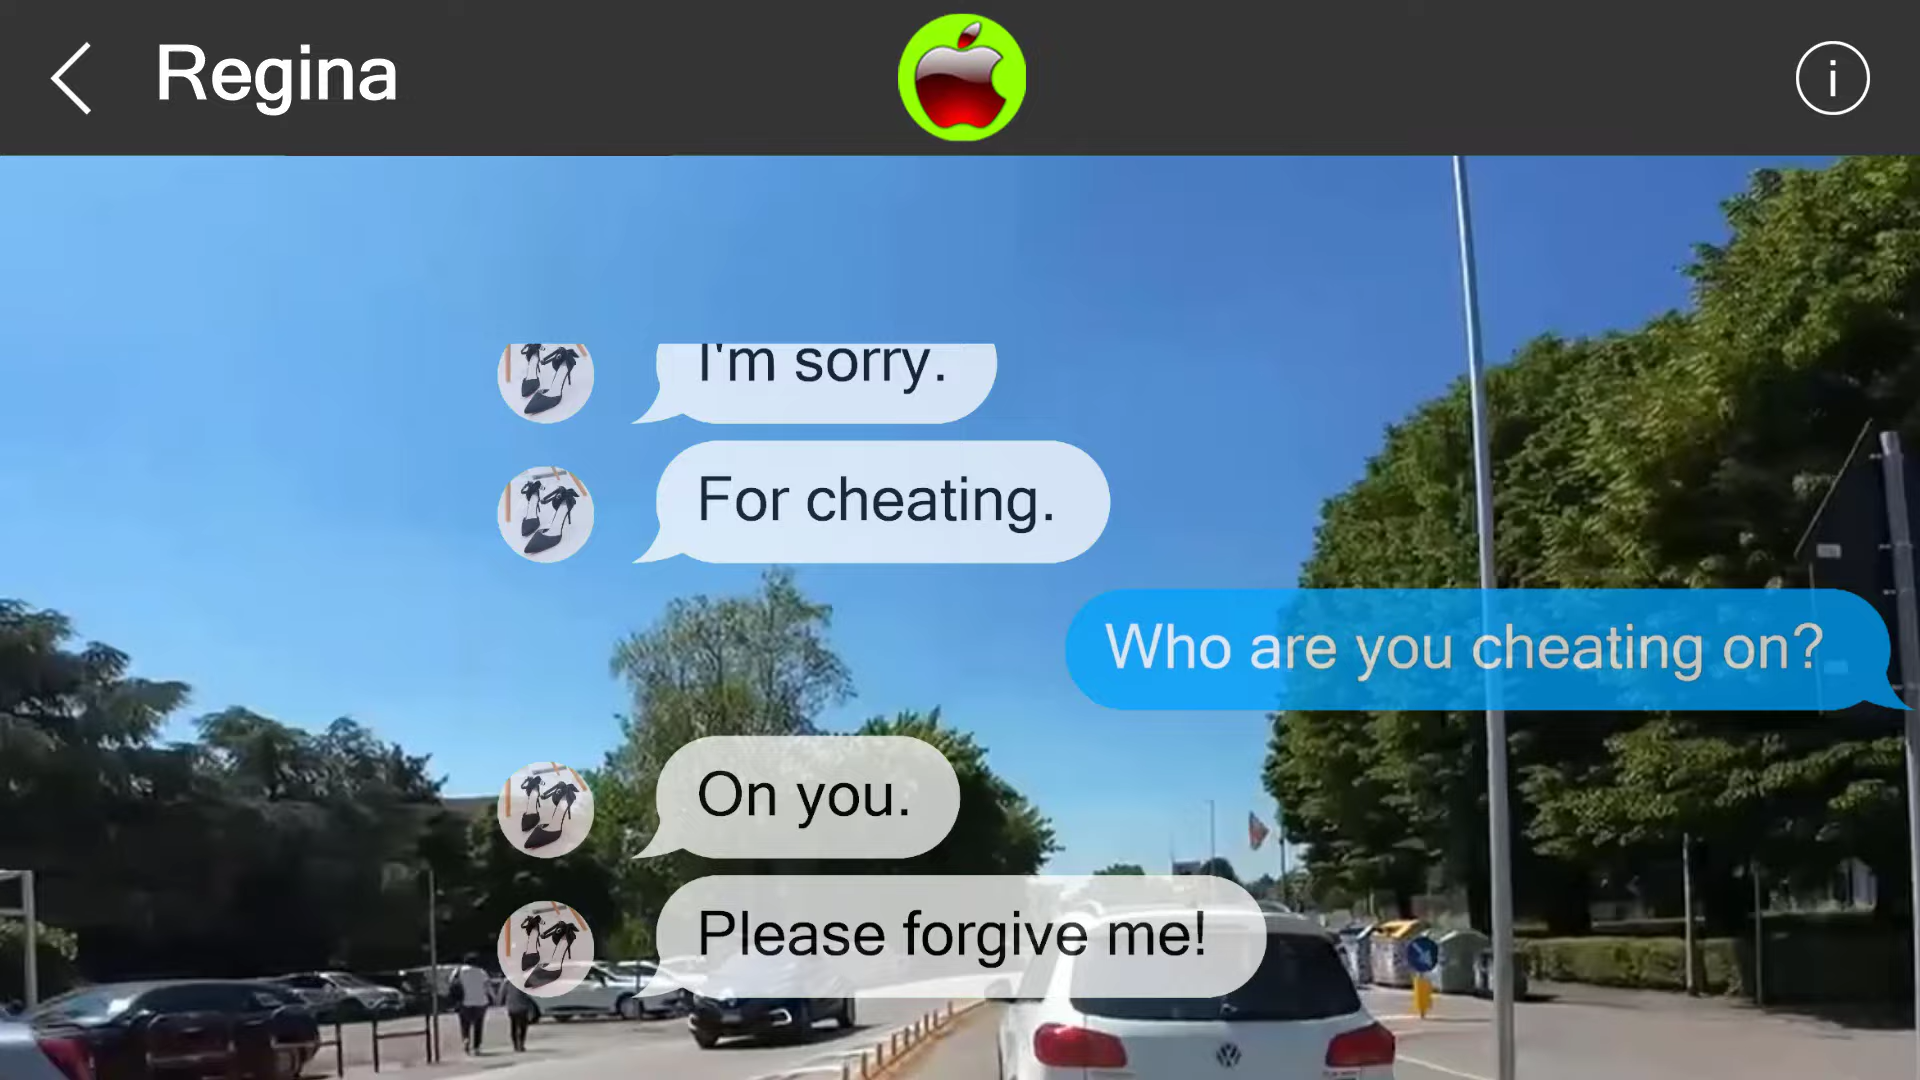 Regina
i
I'm sorry.
For cheating.
Who are you cheating on?
On you.
Please forgive me!